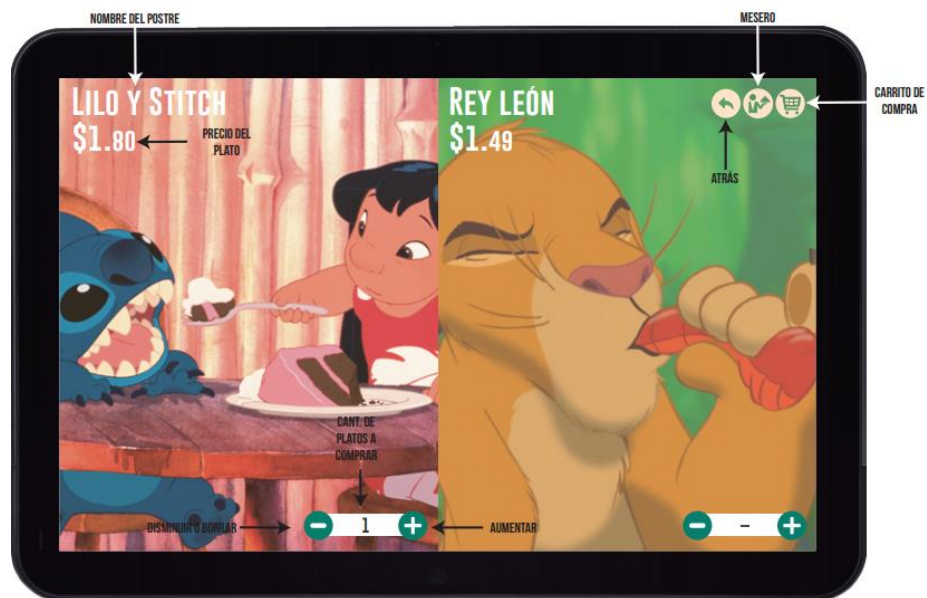 NOMBRE DEL POSTRE
MESERO
LILO Y STITCH
$1.80
PRECIO DEL
PLATO
REY LEÓN
$1.49
CARRITO DE
COMPRA
ATRÁS
CANT. DE
PLATOS A
COMPRAR
DISMINUIR O BORRAR
- 1 +
AUMENTAR
- - +